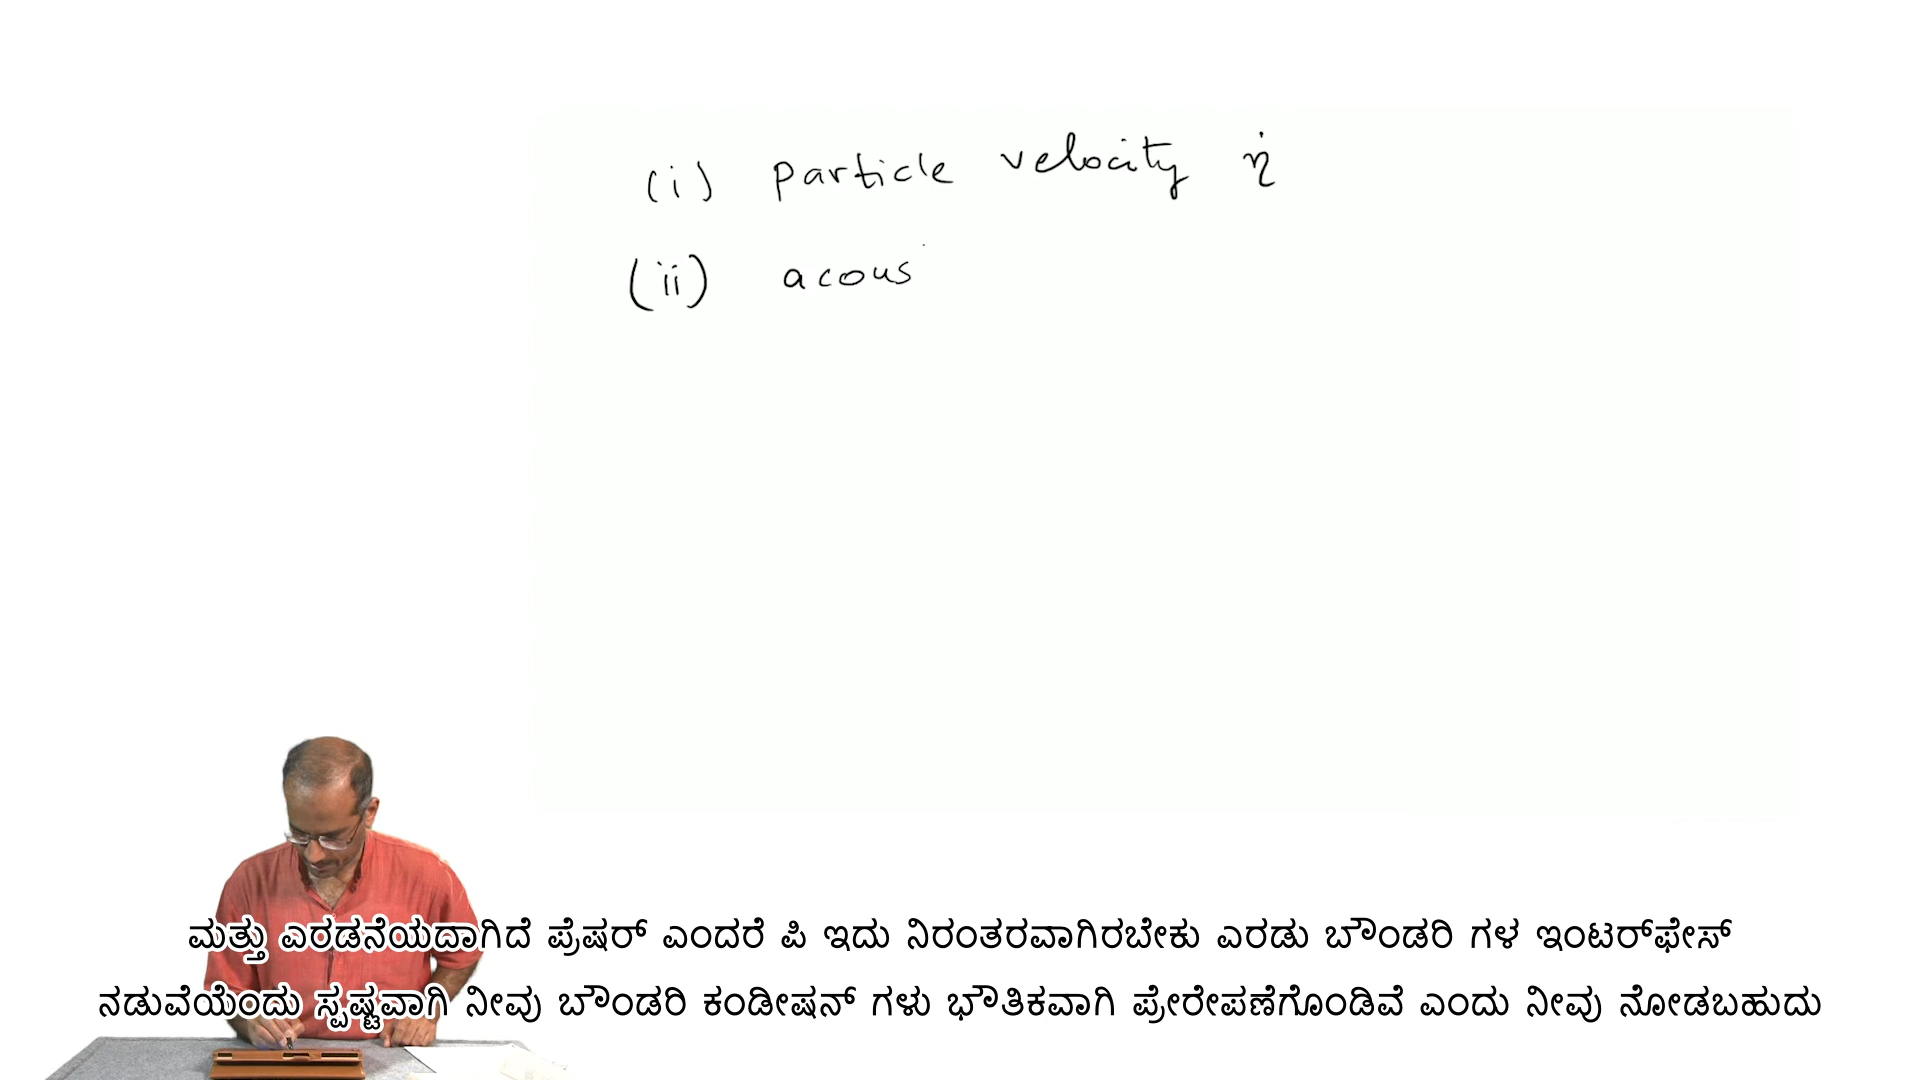 (i) particle velocity η̇
(ii) acous
ಮತ್ತು ಎರಡನೆಯದಾಗಿದೆ ಪ್ರೆಷರ್ ಎಂದರೆ ಪಿ ಇದು ನಿರಂತರವಾಗಿರಬೇಕು ಎರಡು ಬೌಂಡರಿ ಗಳ ಇಂಟರ್‌ಫೇಸ್
ನಡುವೆಯೆಂದು ಸ್ಪಷ್ಟವಾಗಿ ನೀವು ಬೌಂಡರಿ ಕಂಡೀಷನ್ ಗಳು ಭೌತಿಕವಾಗಿ ಪ್ರೇರೇಪಣೆಗೊಂಡಿವೆ ಎಂದು ನೀವು ನೋಡಬಹುದು